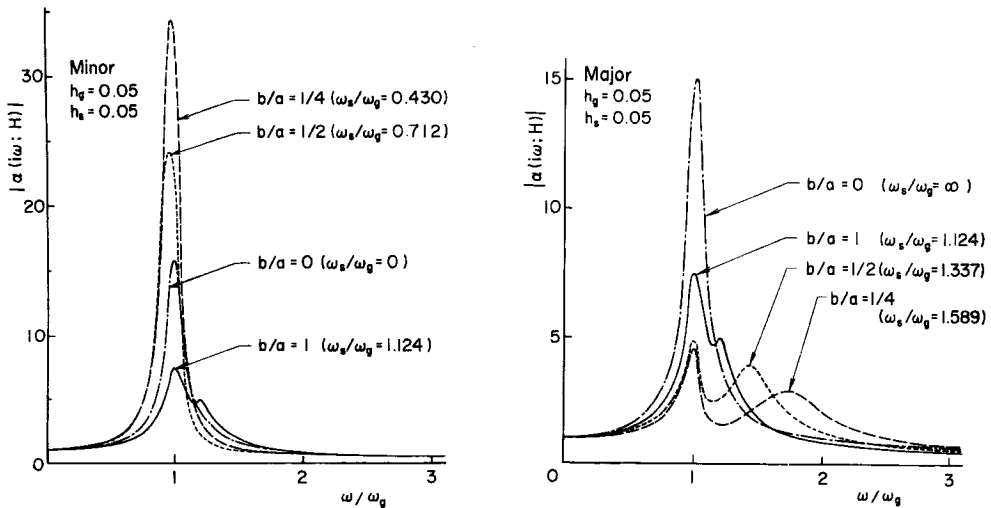 Minor
h_g = 0.05
h_s = 0.05
|α(iω; H)|
30
20
10
0
b/a = 1/4 (ω_s/ω_g = 0.430)
b/a = 1/2 (ω_s/ω_g = 0.712)
b/a = 0 (ω_s/ω_g = 0)
b/a = 1 (ω_s/ω_g = 1.124)
1
2
3
ω/ω_g
Major
h_g = 0.05
h_s = 0.05
|α(iω; H)|
15
10
5
0
b/a = 0 (ω_s/ω_g = ∞)
b/a = 1 (ω_s/ω_g = 1.124)
b/a = 1/2 (ω_s/ω_g = 1.337)
b/a = 1/4
(ω_s/ω_g = 1.589)
1
2
3
ω/ω_g